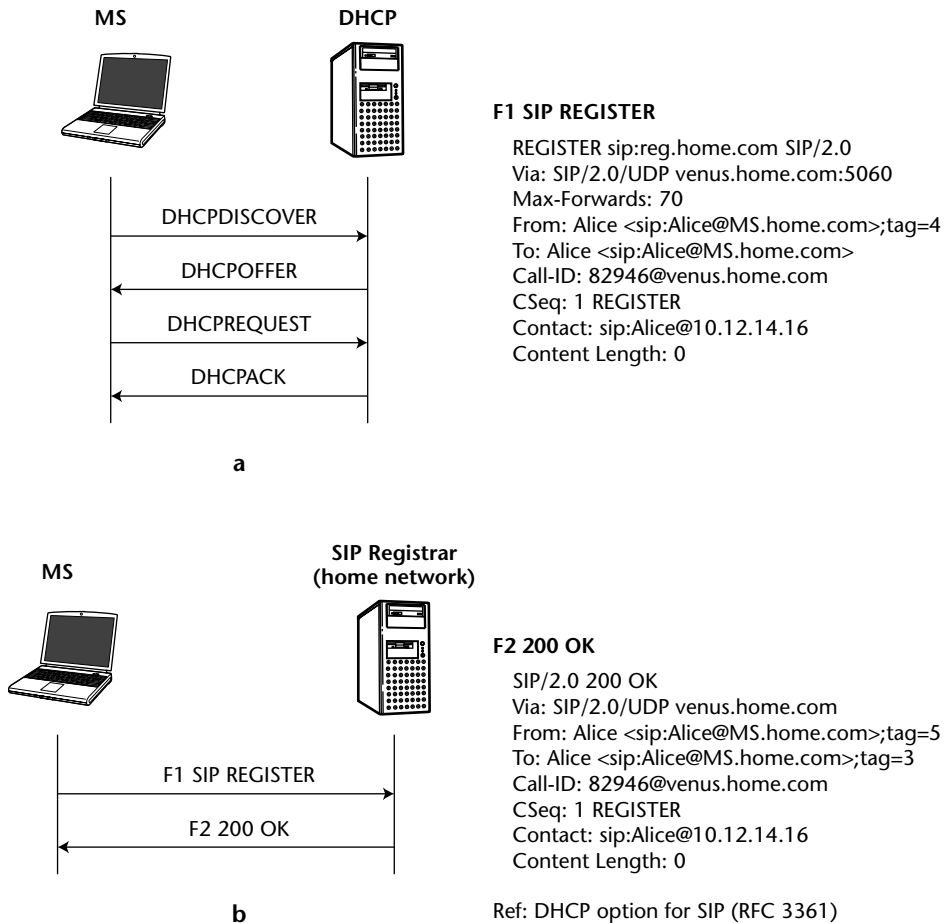 MS
DHCP
DHCPDISCOVER
DHCPOFFER
DHCPREQUEST
DHCPACK
a
F1 SIP REGISTER
REGISTER sip:reg.home.com SIP/2.0
Via: SIP/2.0/UDP venus.home.com:5060
Max-Forwards: 70
From: Alice <sip:Alice@MS.home.com>;tag=4
To: Alice <sip:Alice@MS.home.com>
Call-ID: 82946@venus.home.com
CSeq: 1 REGISTER
Contact: sip:Alice@10.12.14.16
Content Length: 0
MS
SIP Registrar
(home network)
F1 SIP REGISTER
F2 200 OK
b
F2 200 OK
SIP/2.0 200 OK
Via: SIP/2.0/UDP venus.home.com
From: Alice <sip:Alice@MS.home.com>;tag=5
To: Alice <sip:Alice@MS.home.com>;tag=3
Call-ID: 82946@venus.home.com
CSeq: 1 REGISTER
Contact: sip:Alice@10.12.14.16
Content Length: 0
Ref: DHCP option for SIP (RFC 3361)